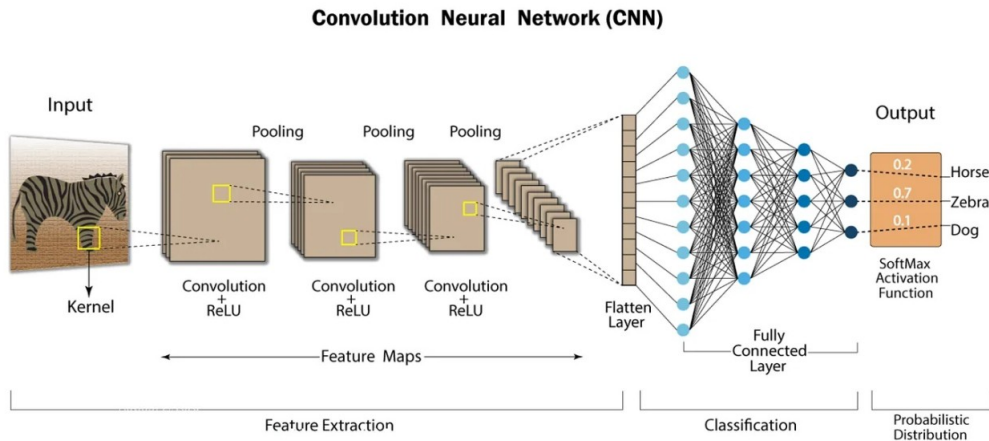 Convolution Neural Network (CNN)
Input
Output
Pooling
Pooling
Pooling
0.2
Horse
0.7
Zebra
0.1
Dog
Kernel
Convolution
+
ReLU
Convolution
+
ReLU
Convolution
+
ReLU
Flatten
Layer
SoftMax
Activation
Function
Feature Maps
Fully
Connected
Layer
Feature Extraction
Classification
Probabilistic
Distribution